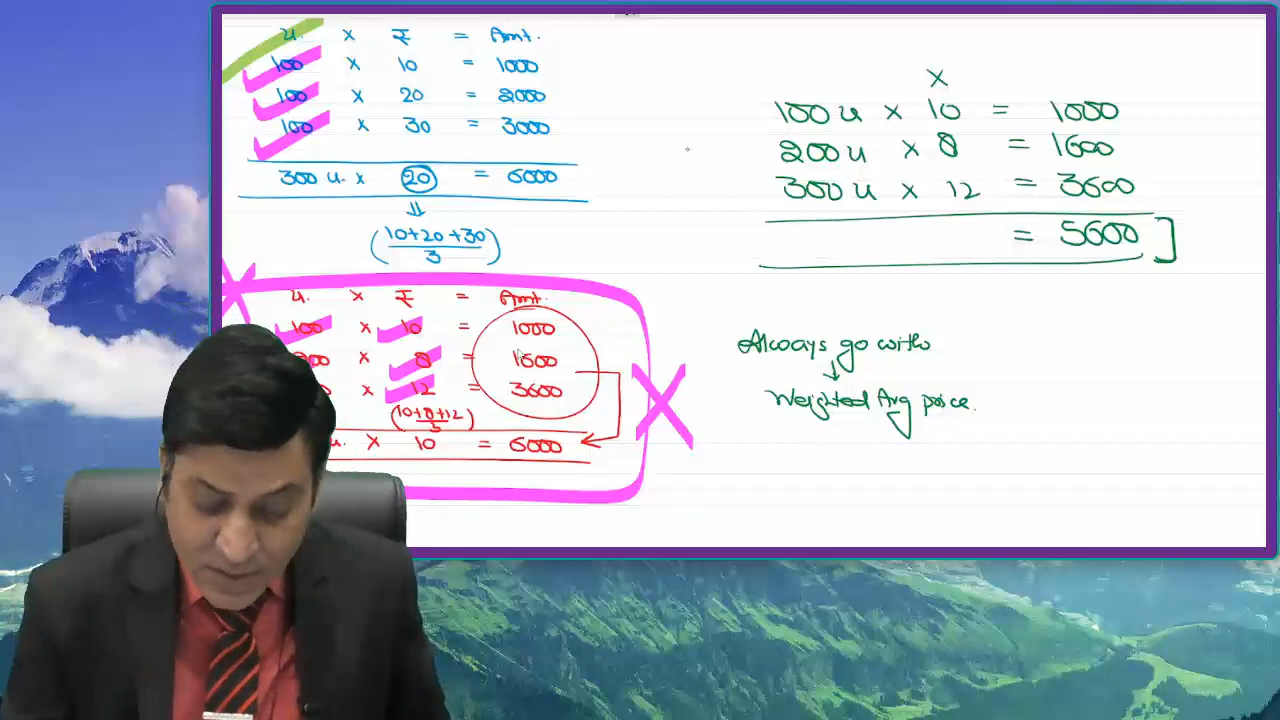 u. x ₹ = Amt.
100 x 10 = 1000
100 x 20 = 2000
100 x 30 = 3000
300 u. x 20 = 6000
(10+20+30
3)
u. x ₹ = Amt.
100 x 10 = 1000
00 x 8 = 1600
x 12 = 3600
(10+8+12
3)
u. x 10 = 6000
x
100 u x 10 = 1000
200 u x 8 = 1600
300 u x 12 = 3600
= 5600 ]
Always go with
Weighted Avg price.